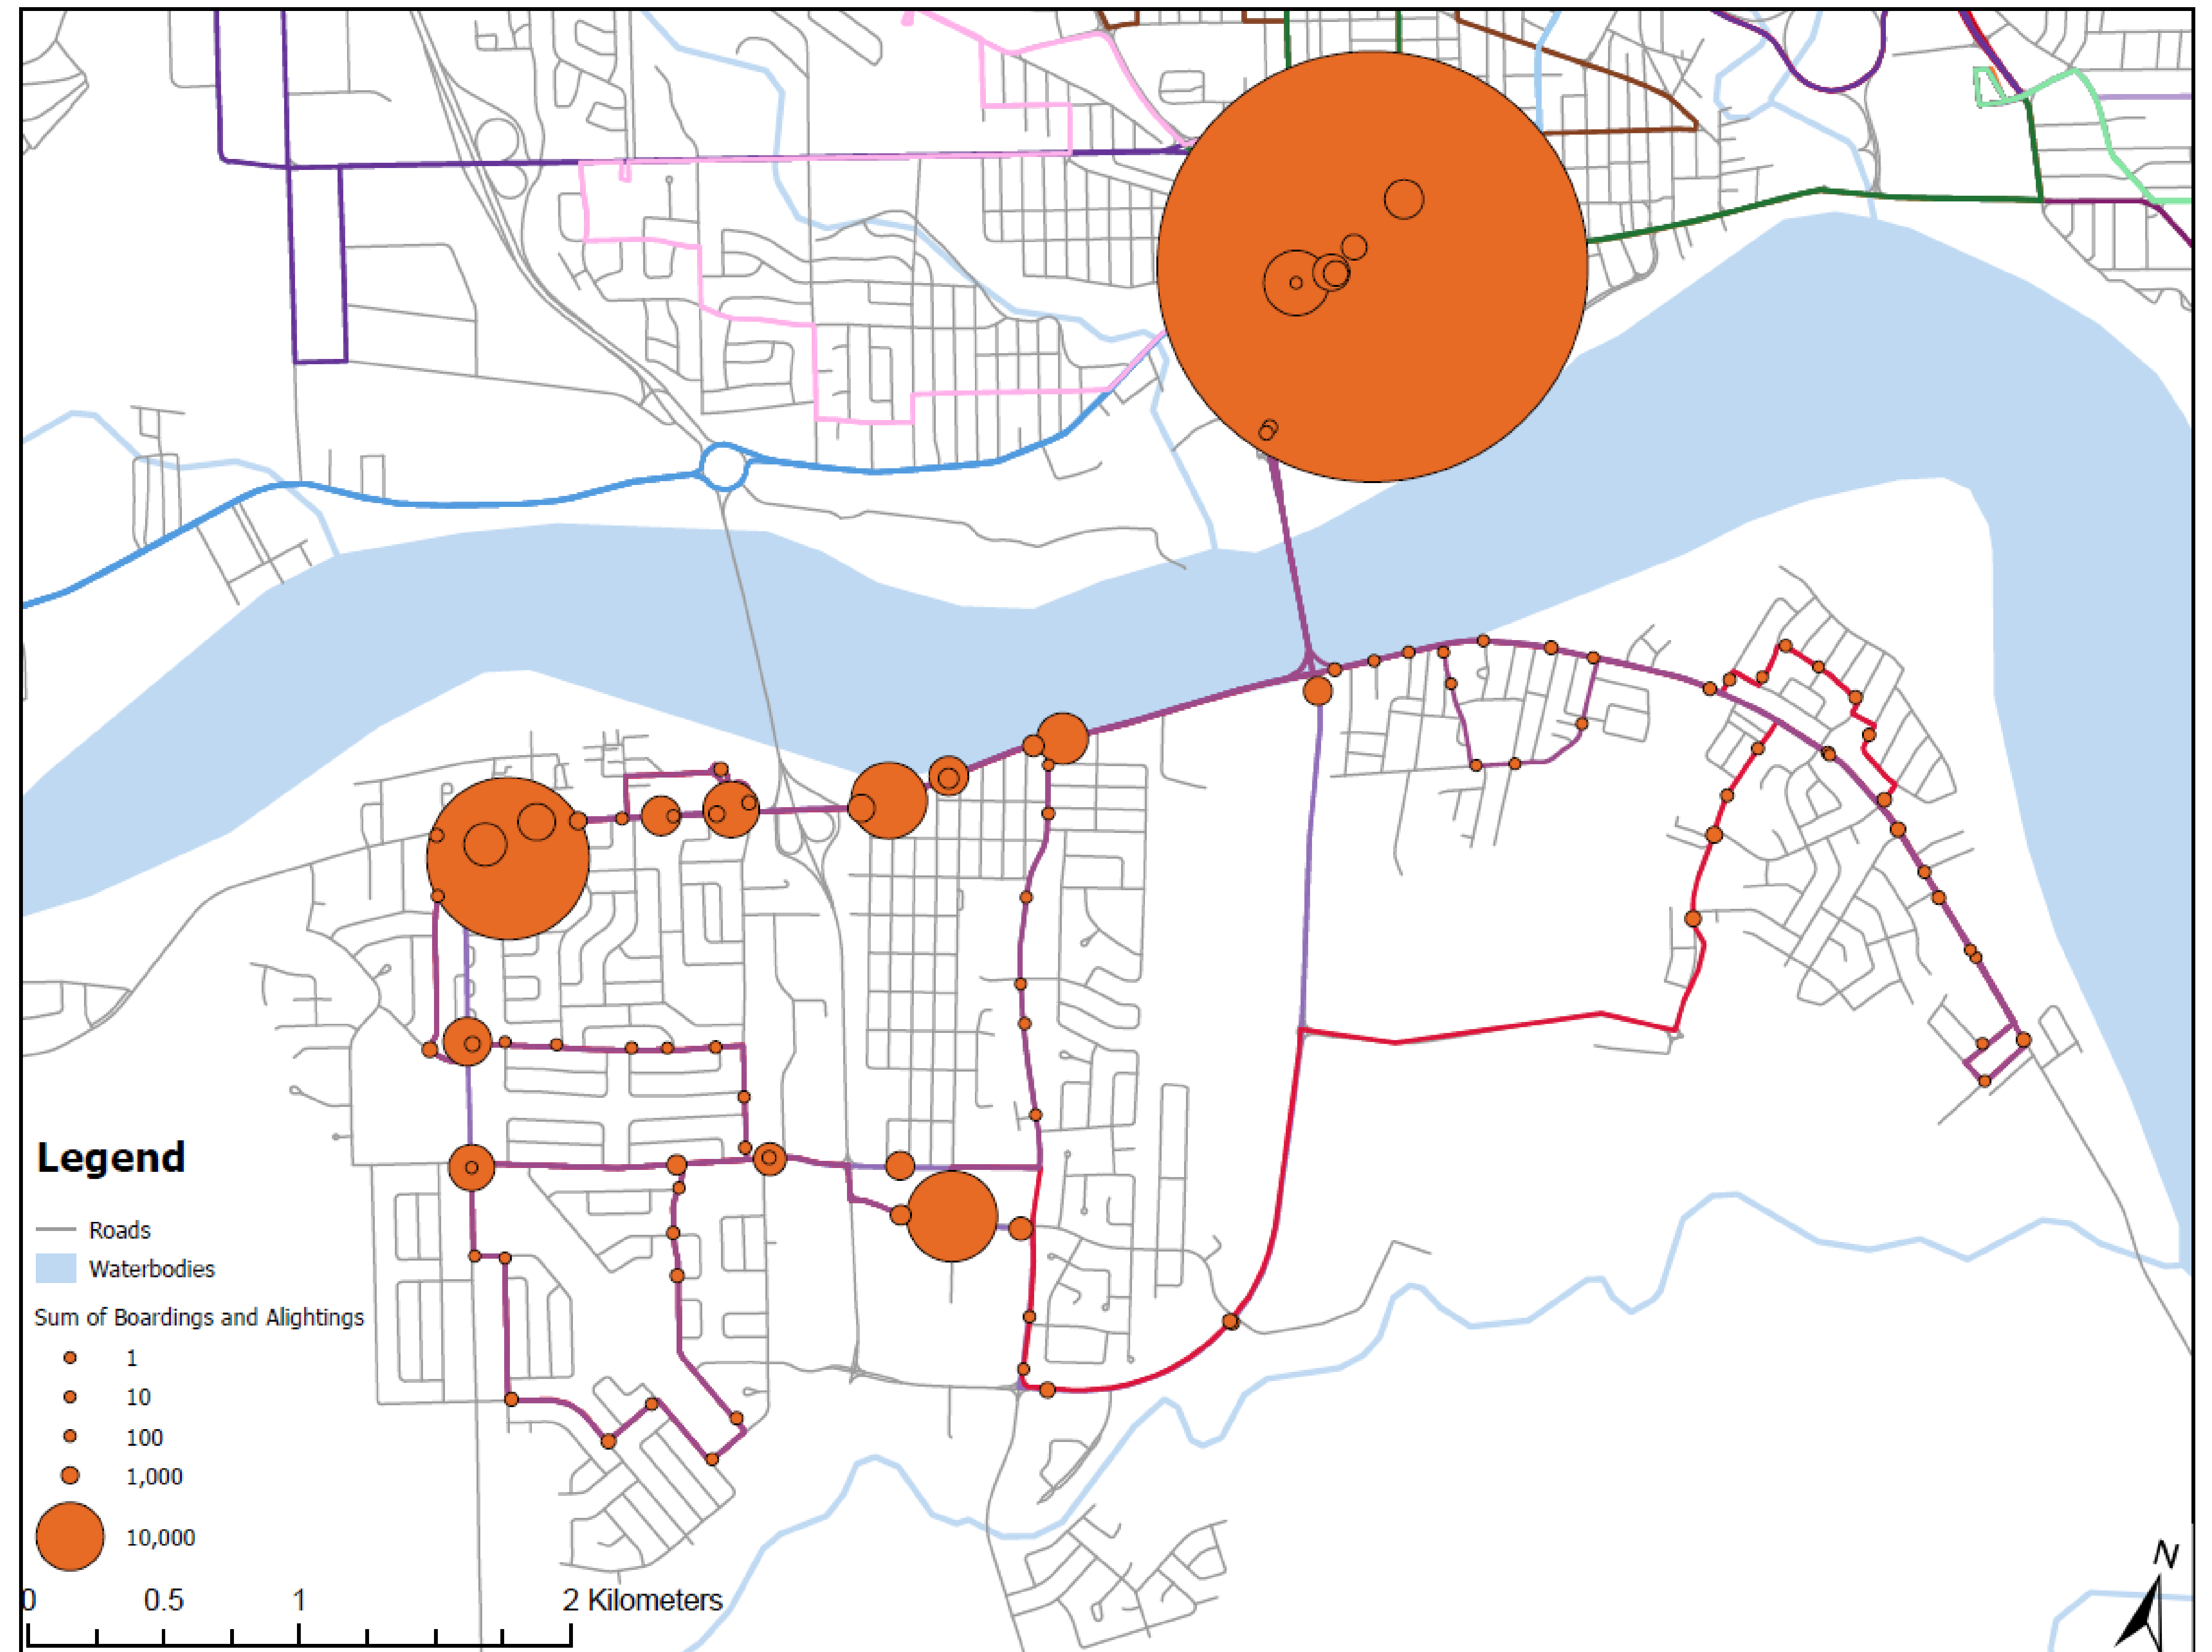 Legend
Roads
Waterbodies
Sum of Boardings and Alightings
1
10
100
1,000
10,000
0 0.5 1 2 Kilometers
N